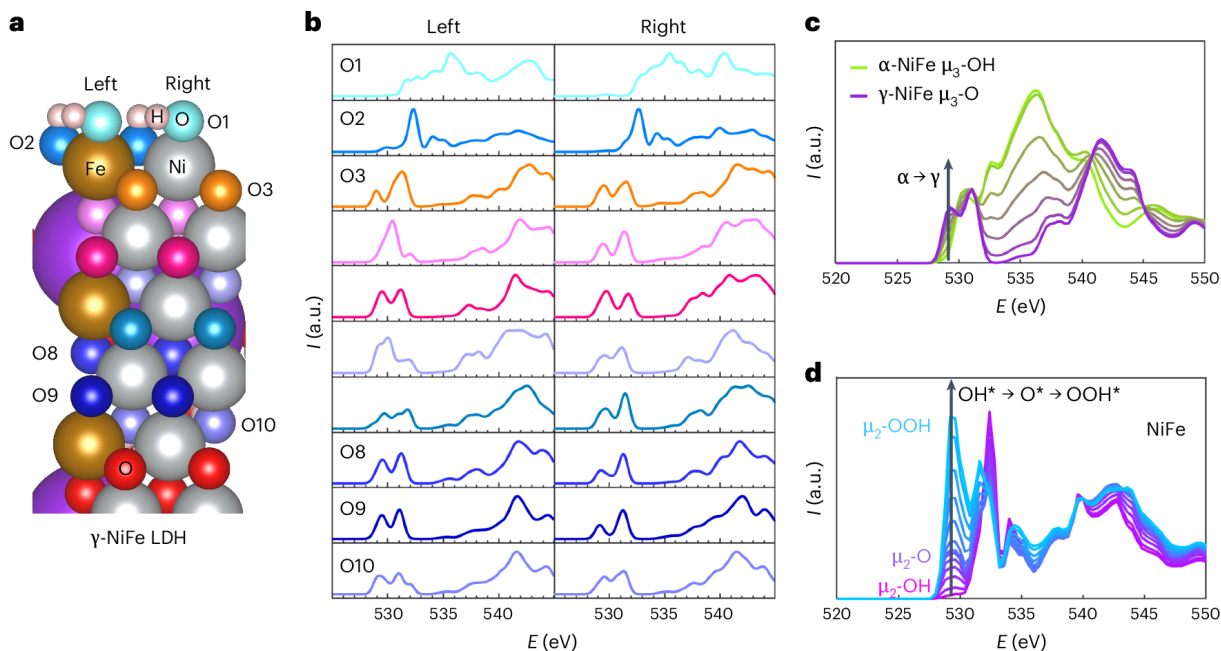 a
Left Right
H O O1
O2
Fe Ni
O3
O8
O9
O10
O
γ-NiFe LDH
b
Left Right
O1
O2
O3
O8
O9
O10
I (a.u.)
530 540 530 540
E (eV)
c
α-NiFe μ₃-OH
γ-NiFe μ₃-O
α → γ
I (a.u.)
520 525 530 535 540 545 550
E (eV)
d
OH* → O* → OOH*
μ₂-OOH NiFe
μ₂-O
μ₂-OH
I (a.u.)
520 525 530 535 540 545 550
E (eV)